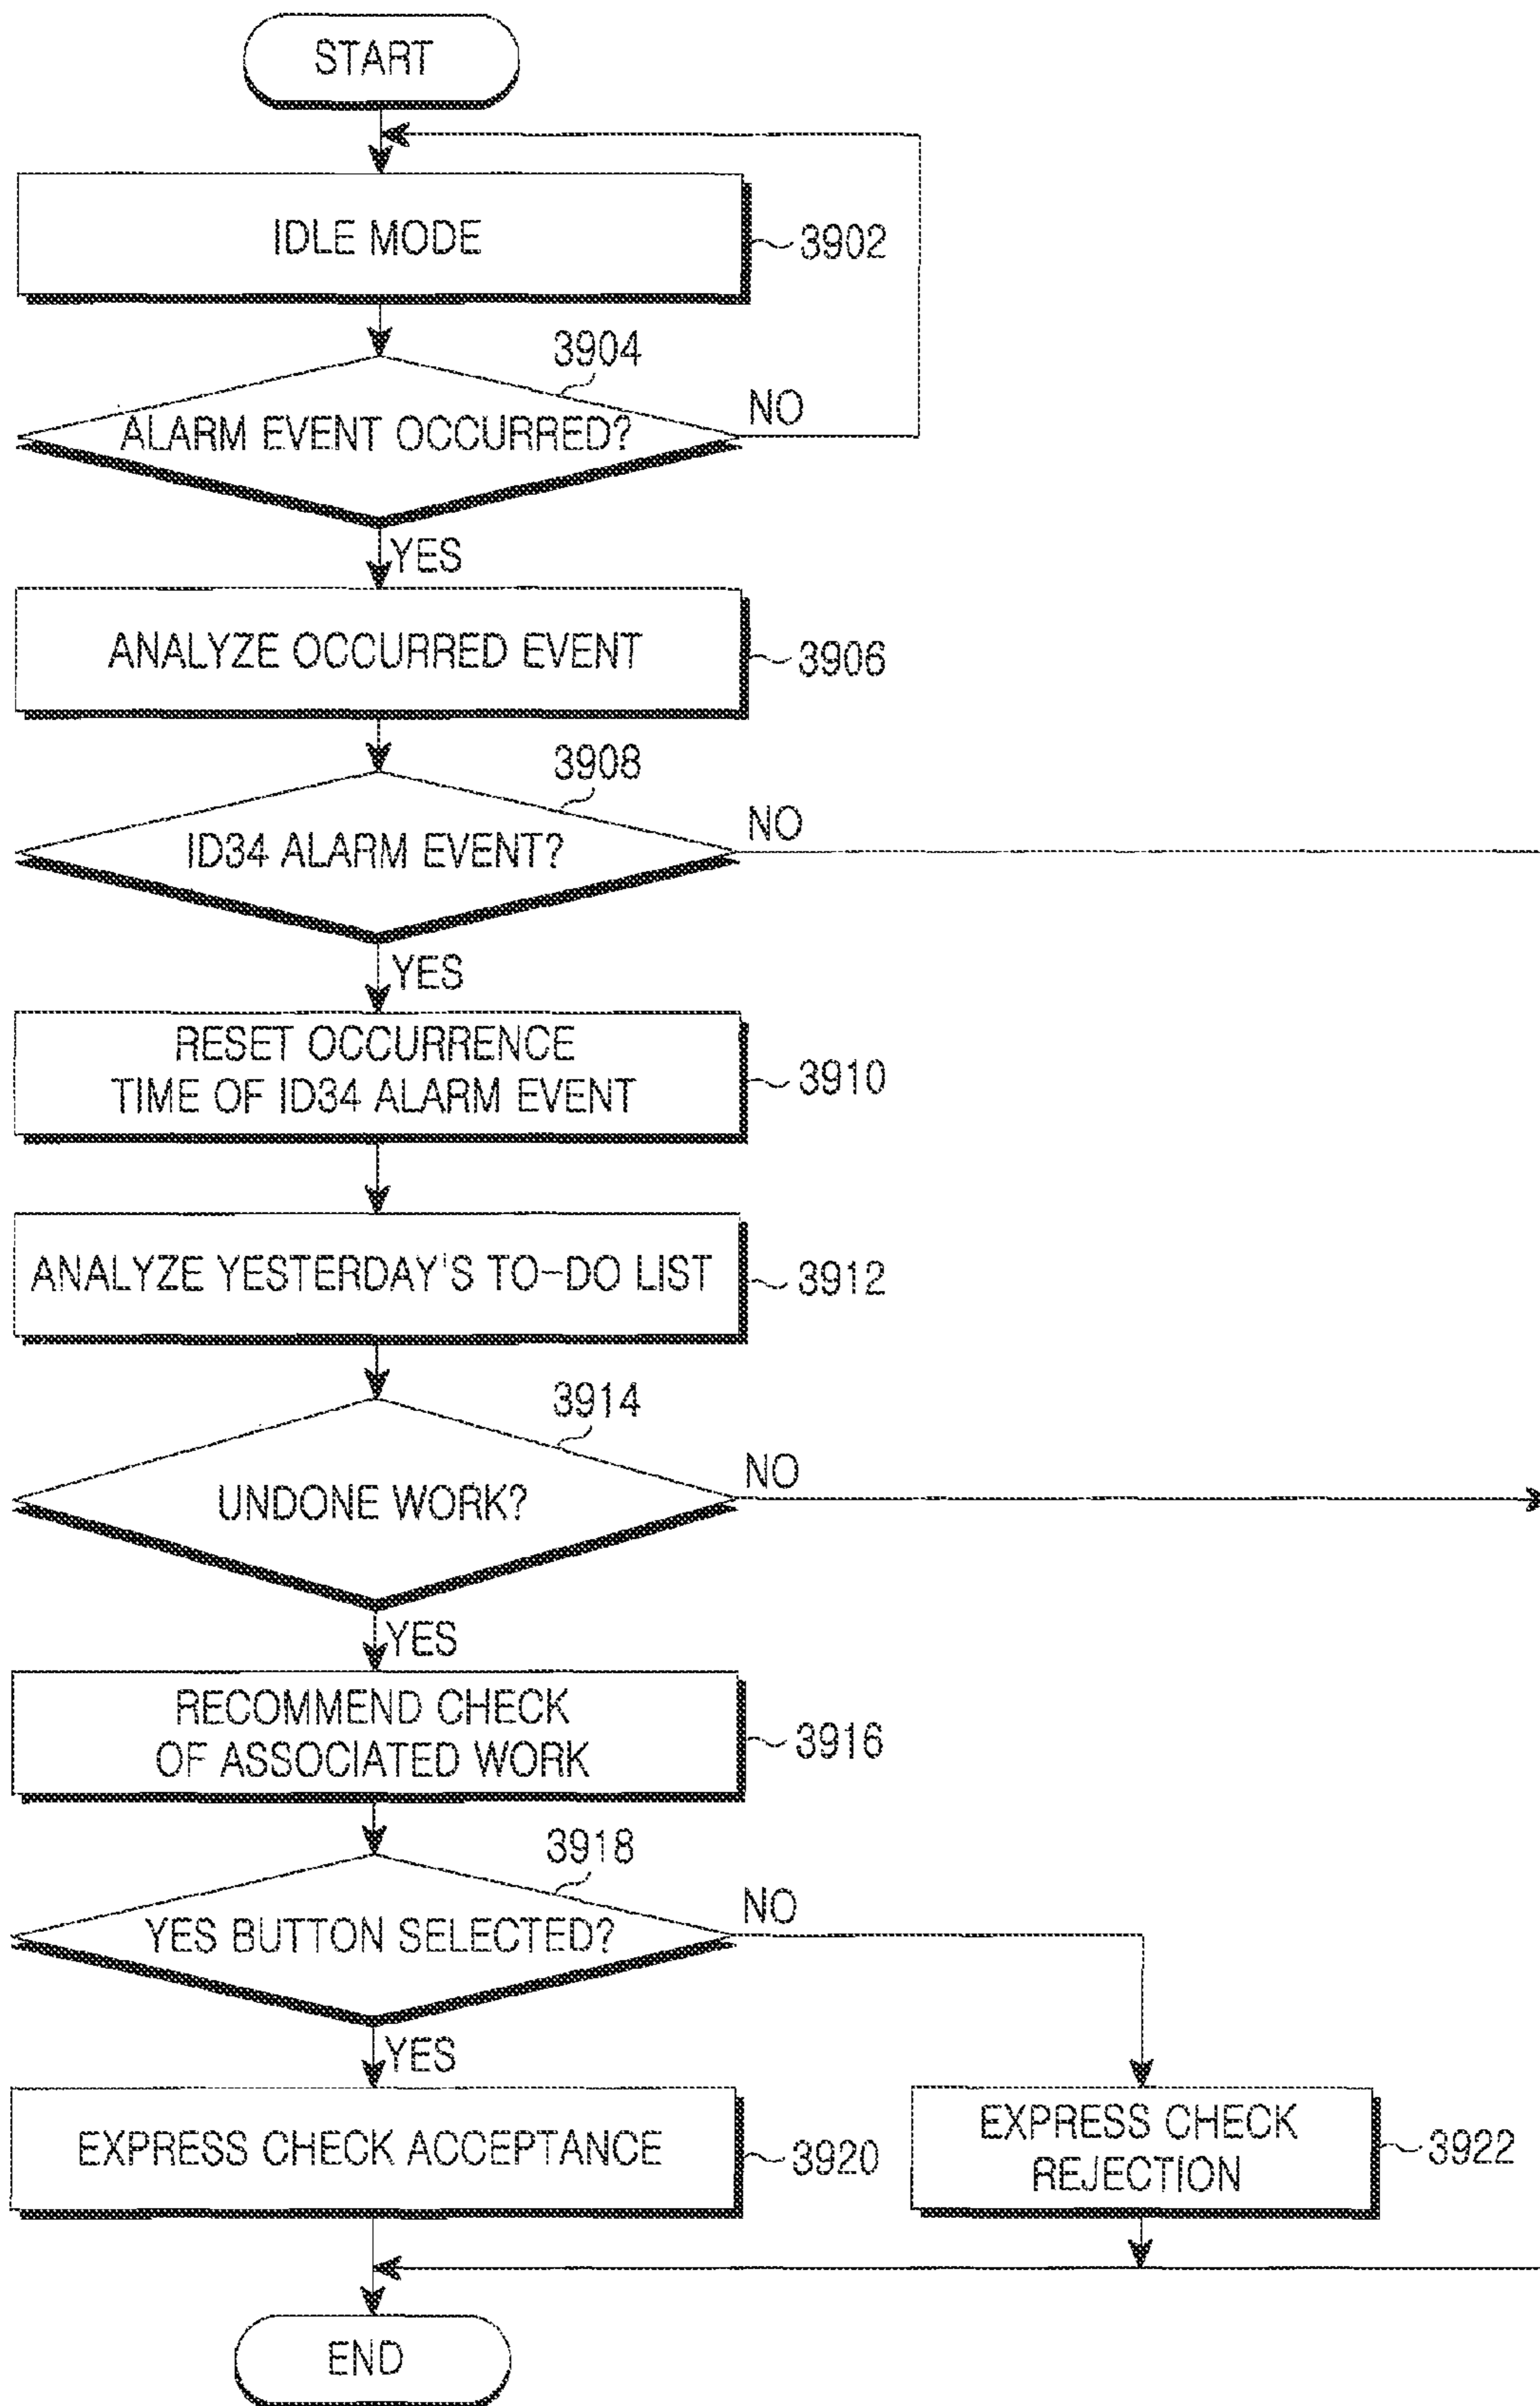 START
IDLE MODE
3902
3904
ALARM EVENT OCCURRED?
NO
YES
ANALYZE OCCURRED EVENT
3906
3908
ID34 ALARM EVENT?
NO
YES
RESET OCCURRENCE
TIME OF ID34 ALARM EVENT
3910
ANALYZE YESTERDAY'S TO-DO LIST
3912
3914
UNDONE WORK?
NO
YES
RECOMMEND CHECK
OF ASSOCIATED WORK
3916
3918
YES BUTTON SELECTED?
NO
YES
EXPRESS CHECK ACCEPTANCE
3920
EXPRESS CHECK
REJECTION
3922
END